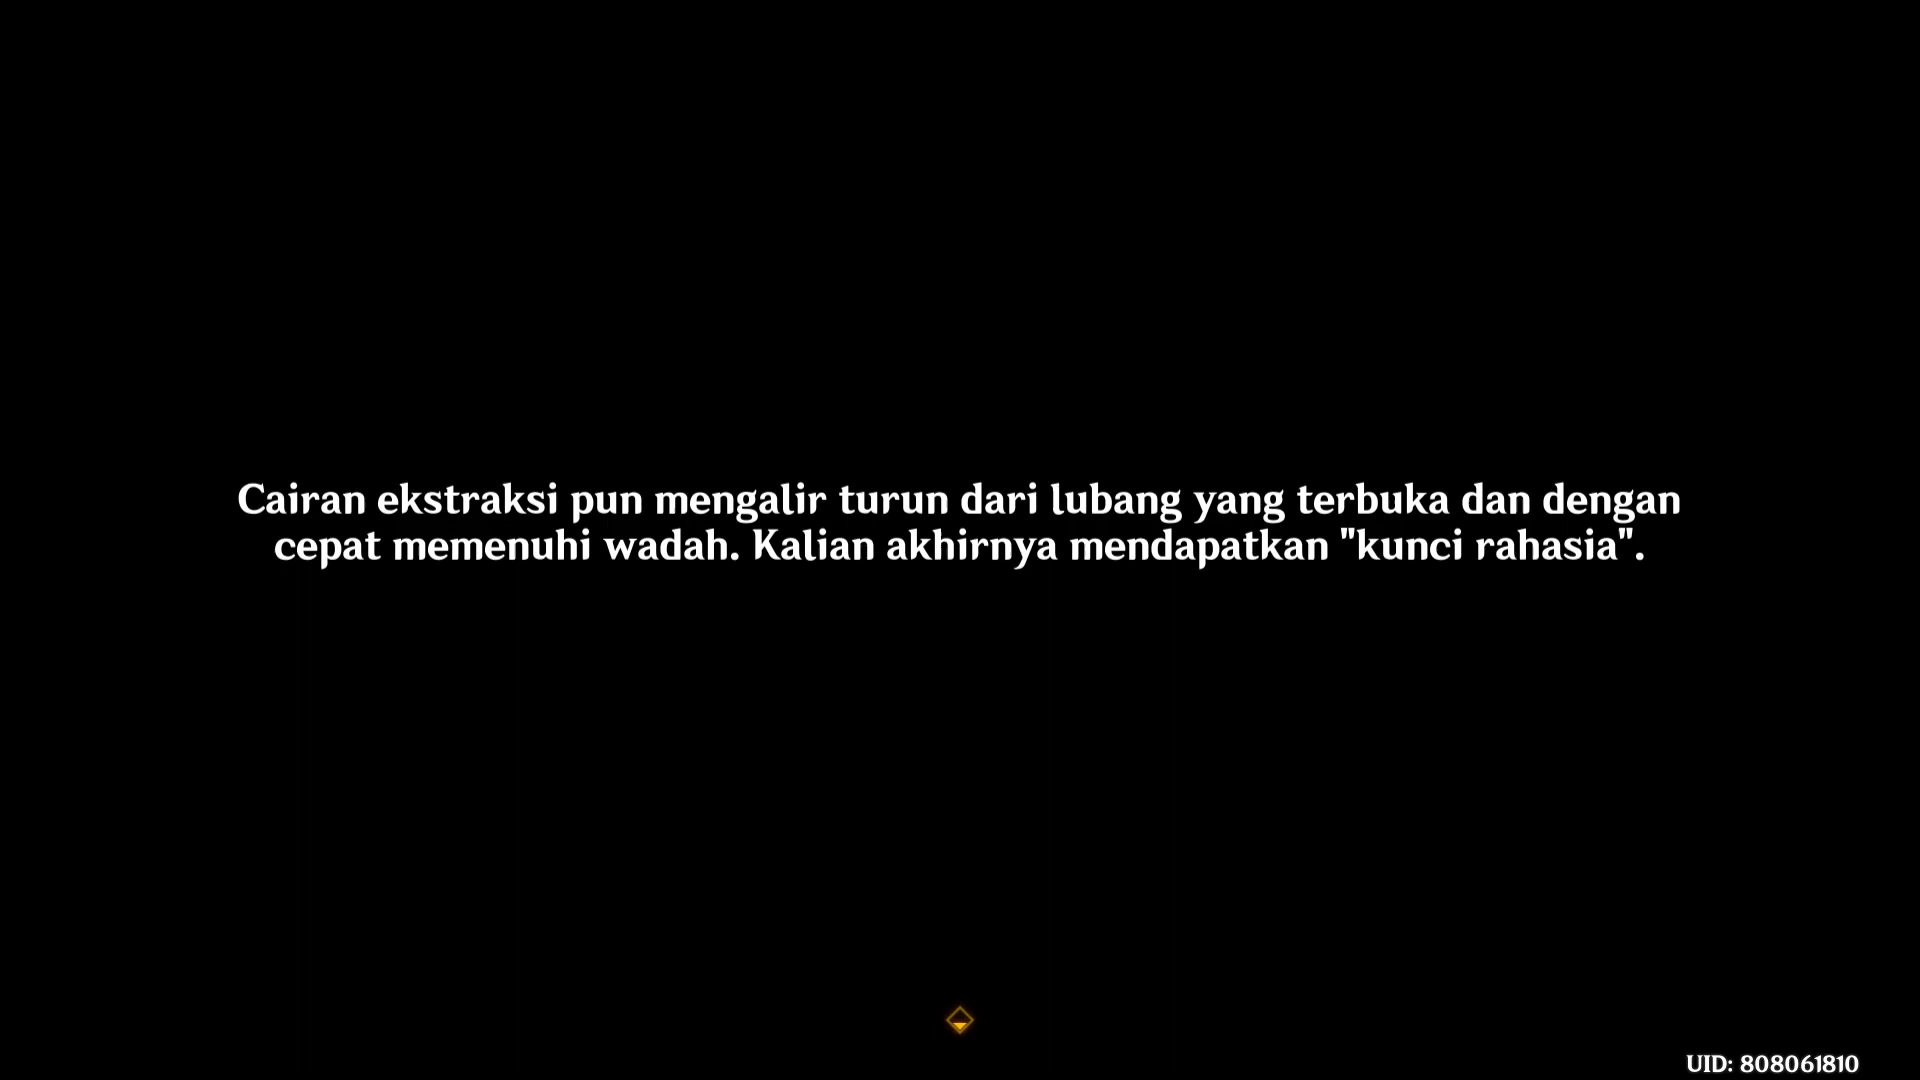 Cairan ekstraksi pun mengalir turun dari lubang yang terbuka dan dengan
cepat memenuhi wadah. Kalian akhirnya mendapatkan "kunci rahasia".
UID: 808061810